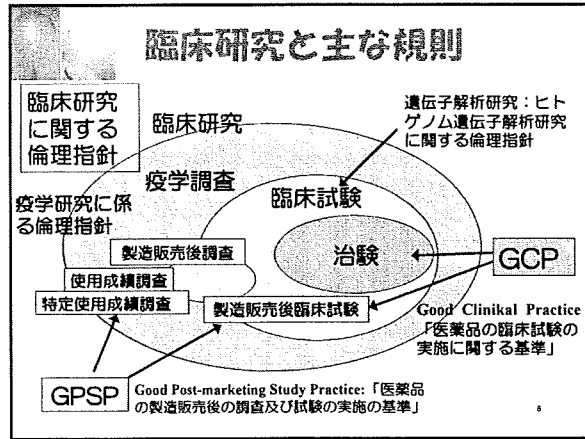 臨床研究と主な規則
臨床研究
に関する
倫理指針
臨床研究
遺伝子解析研究：ヒト
ゲノム遺伝子解析研究
に関する倫理指針
疫学調査
臨床試験
疫学研究に係
る倫理指針
製造販売後調査
治験
GCP
使用成績調査
特定使用成績調査
製造販売後臨床試験
Good Clinikal Practice
「医薬品の臨床試験の
実施に関する基準」
GPSP
Good Post-marketing Study Practice:「医薬品
の製造販売後の調査及び試験の実施の基準」